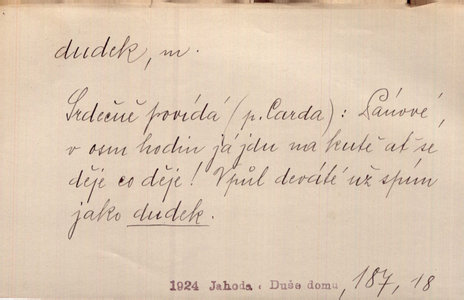 dudek, m.
Srdečně povídá (p. Carda): Pánové,
v osm hodin já jdu na kutě ať se
děje co děje! V půl deváté už spím
jako dudek.
1924 Jahoda, Duše domu, 187, 18